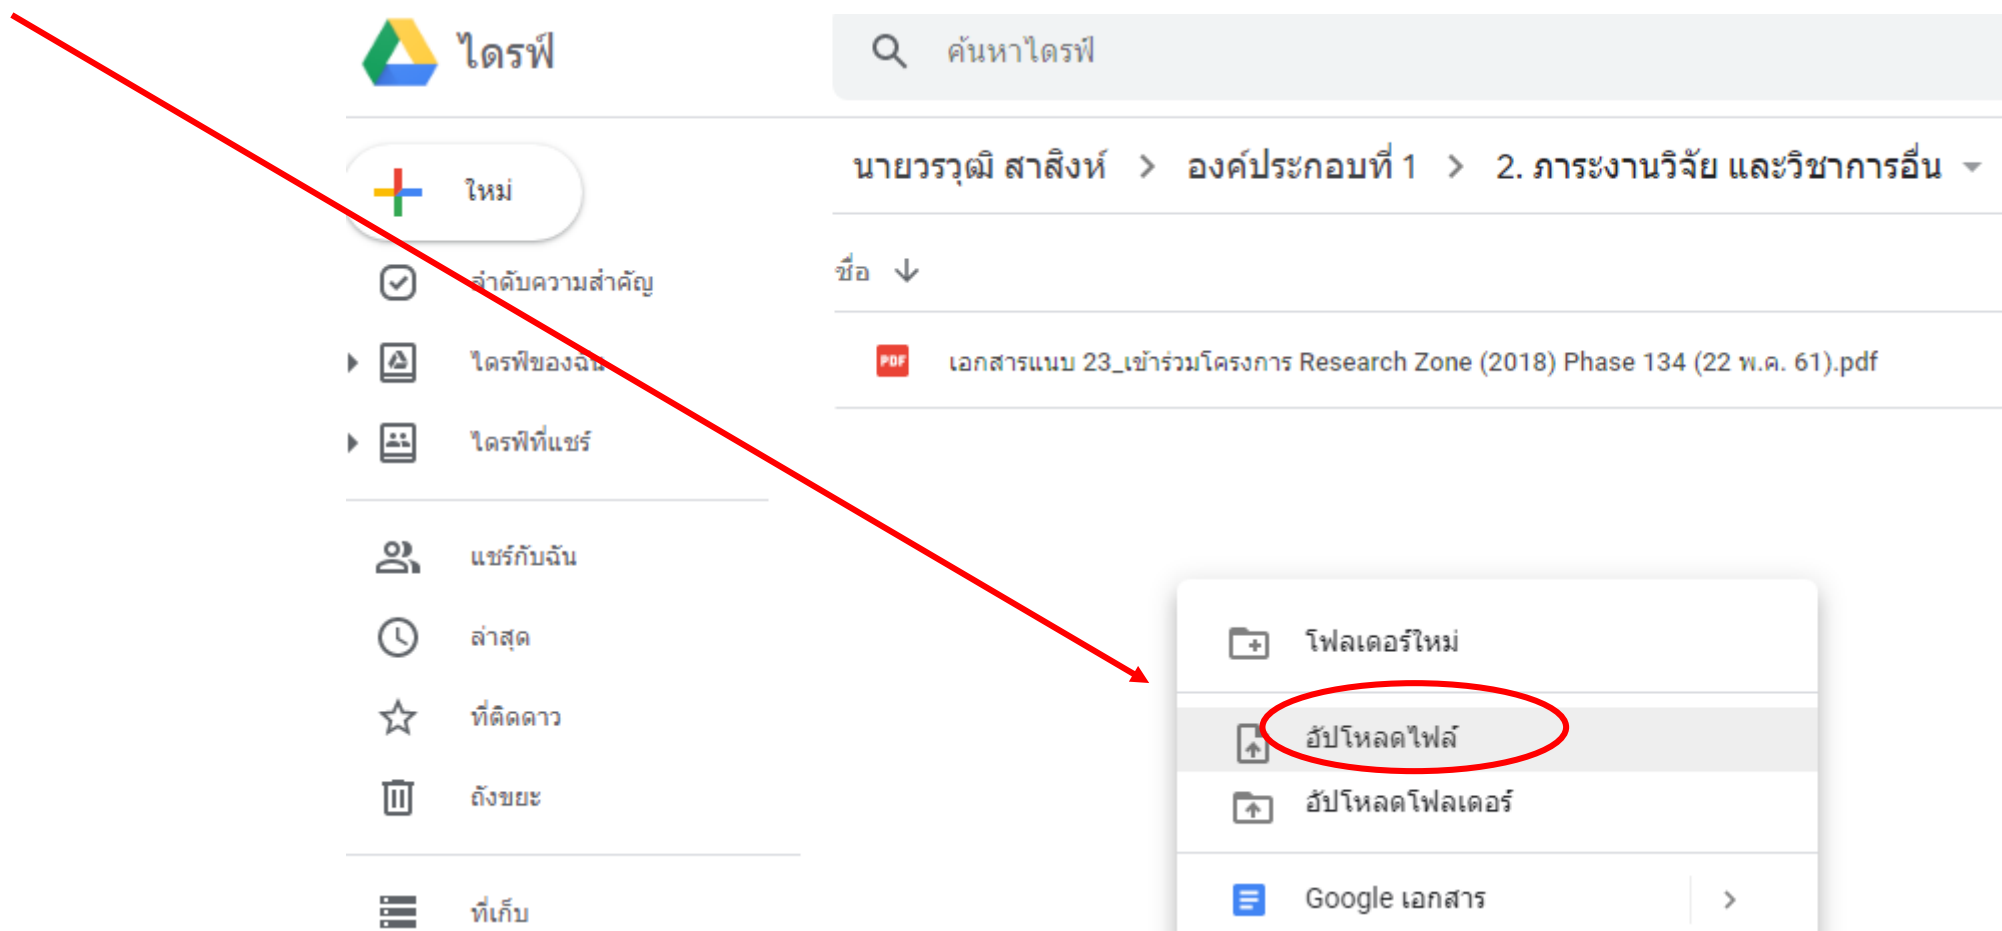 ไดรฟ์
ค้นหาไดรฟ์
ใหม่
นายวรวุฒิ สาสิงห์ > องค์ประกอบที่ 1 > 2. ภาระงานวิจัย และวิชาการอื่น
ลำดับความสำคัญ
ชื่อ
ไดรฟ์ของฉัน
PDF เอกสารแนบ 23_เข้าร่วมโครงการ Research Zone (2018) Phase 134 (22 พ.ค. 61).pdf
ไดรฟ์ที่แชร์
แชร์กับฉัน
ล่าสุด
ที่ติดดาว
ถังขยะ
ที่เก็บ
โฟลเดอร์ใหม่
อัปโหลดไฟล์
อัปโหลดโฟลเดอร์
Google เอกสาร